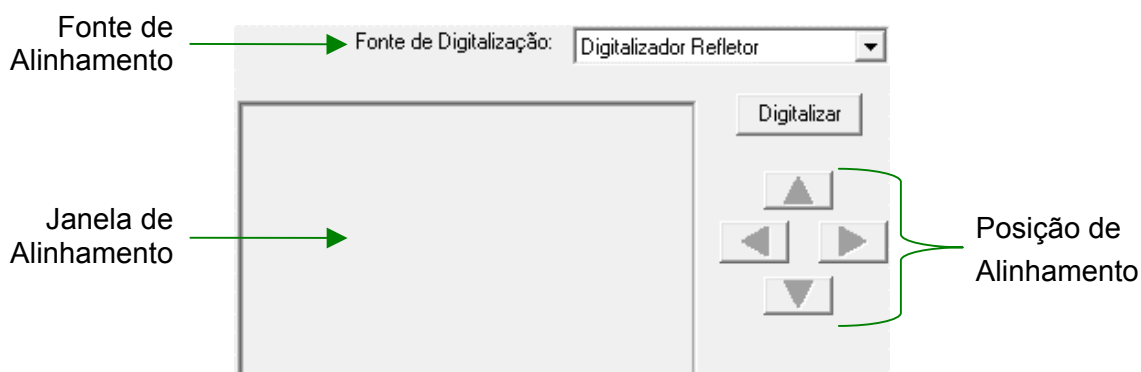 Fonte de
Alinhamento
Fonte de Digitalização:
Digitalizador Refletor
Digitalizar
Janela de
Alinhamento
Posição de
Alinhamento